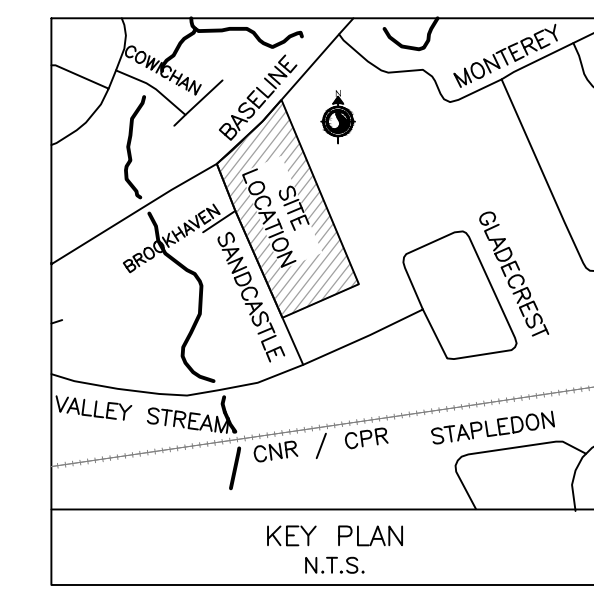 COWICHAN
BASELINE
MONTEREY
N
SITE
LOCATION
BROOKHAVEN
SANDCASTLE
GLADECREST
VALLEY STREAM
CNR / CPR
STAPLEDON
KEY PLAN
N.T.S.